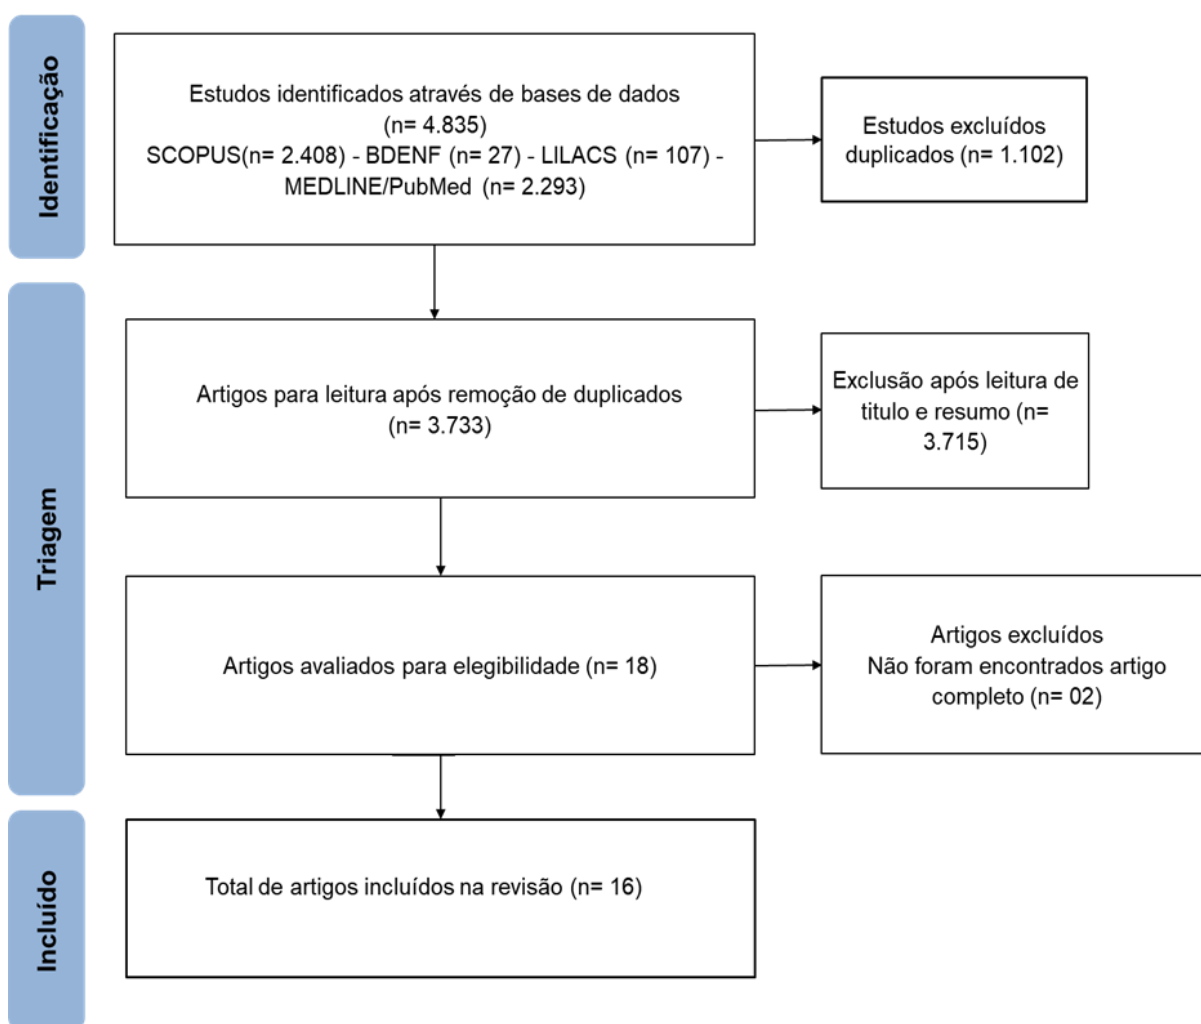 Identificação
Estudos identificados através de bases de dados
(n= 4.835)
SCOPUS(n= 2.408) - BDENF (n= 27) - LILACS (n= 107) -
MEDLINE/PubMed (n= 2.293)
Estudos excluídos
duplicados (n= 1.102)
Triagem
Artigos para leitura após remoção de duplicados
(n= 3.733)
Exclusão após leitura de
titulo e resumo (n=
3.715)
Artigos avaliados para elegibilidade (n= 18)
Artigos excluídos
Não foram encontrados artigo
completo (n= 02)
Incluído
Total de artigos incluídos na revisão (n= 16)